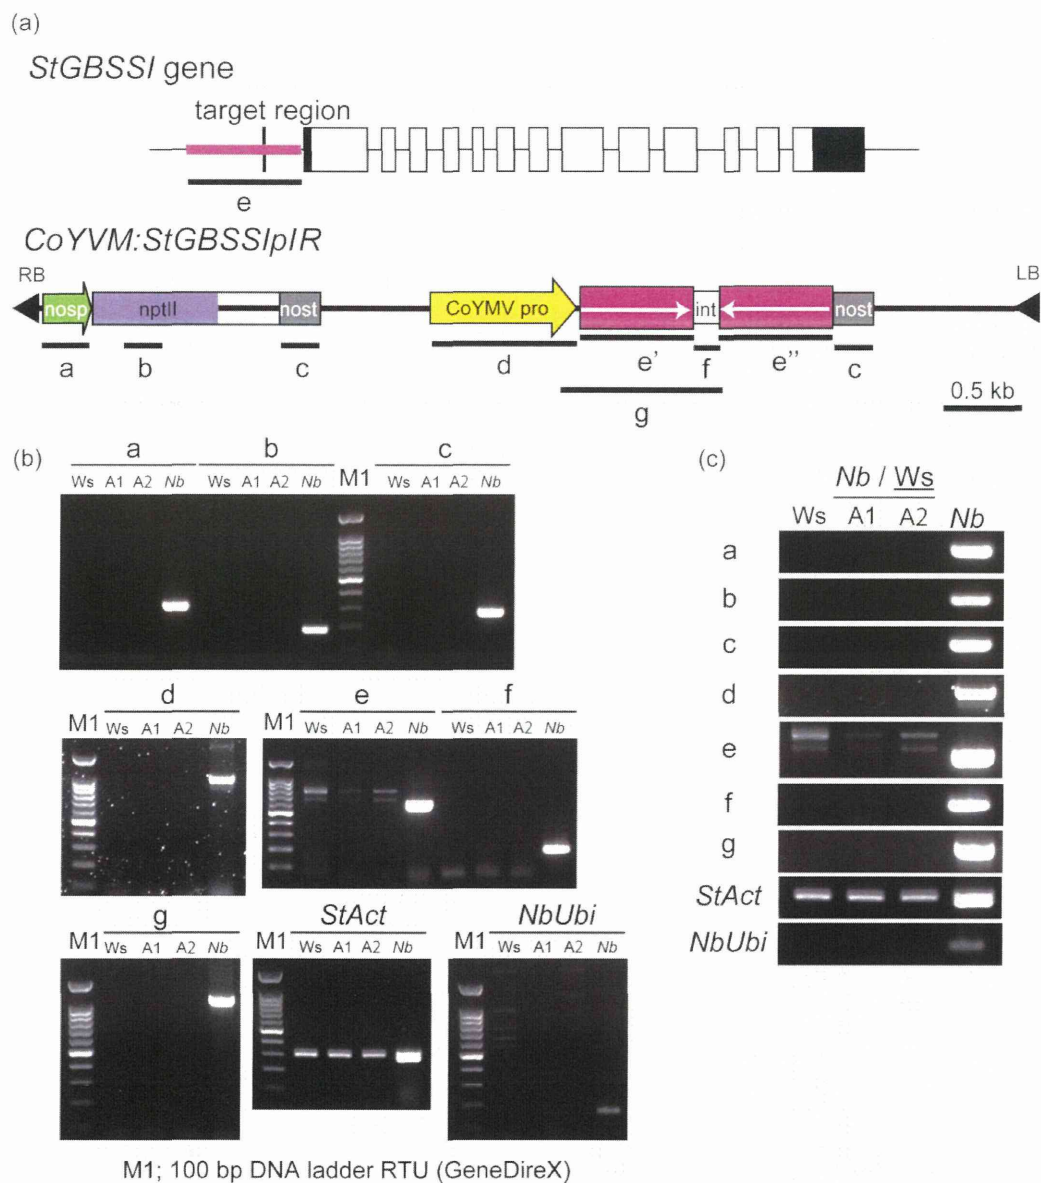 (a)
StGBSSI gene
target region
e
CoYVM:StGBSSIpIR
RB
LB
nosp
nptII
nost
CoYMV pro
int
nost
a
b
c
d
e'
f
e''
c
g
0.5 kb
(b)
a
b
c
Ws A1 A2 Nb
Ws A1 A2 Nb
M1
Ws A1 A2 Nb
d
e
f
M1
Ws A1 A2 Nb
M1
Ws A1 A2 Nb
Ws A1 A2 Nb
g
StAct
NbUbi
M1
Ws A1 A2 Nb
M1
Ws A1 A2 Nb
M1
Ws A1 A2 Nb
M1; 100 bp DNA ladder RTU (GeneDireX)
(c)
Nb / Ws
Ws A1 A2 Nb
a
b
c
d
e
f
g
StAct
NbUbi